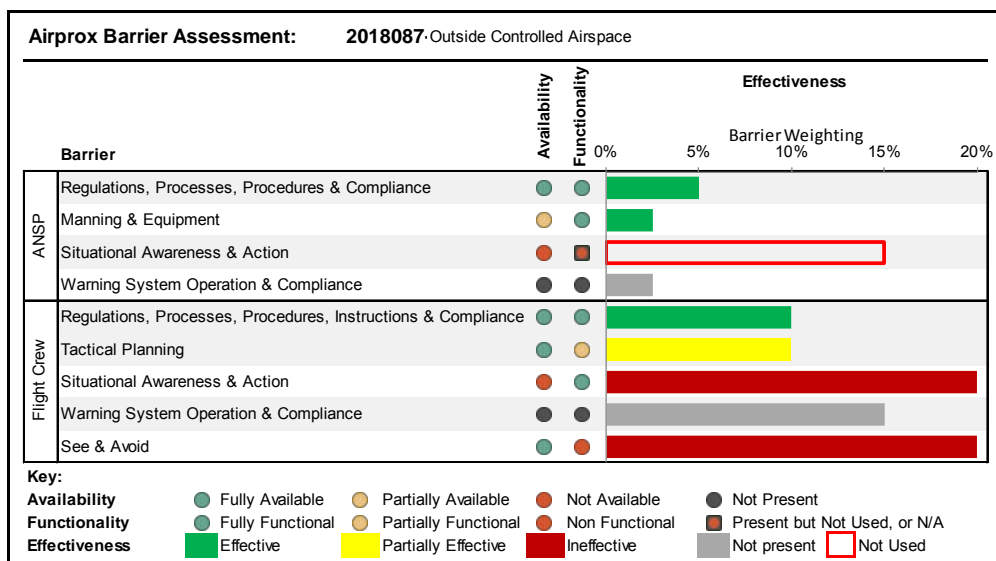 Airprox Barrier Assessment: 2018087-Outside Controlled Airspace
Availability
Functionality
Effectiveness
Barrier Weighting
Barrier
0% 5% 10% 15% 20%
ANSP
Regulations, Processes, Procedures & Compliance
Manning & Equipment
Situational Awareness & Action
Warning System Operation & Compliance
Flight Crew
Regulations, Processes, Procedures, Instructions & Compliance
Tactical Planning
Situational Awareness & Action
Warning System Operation & Compliance
See & Avoid
Key:
Availability Fully Available Partially Available Not Available Not Present
Functionality Fully Functional Partially Functional Non Functional Present but Not Used, or N/A
Effectiveness Effective Partially Effective Ineffective Not present Not Used